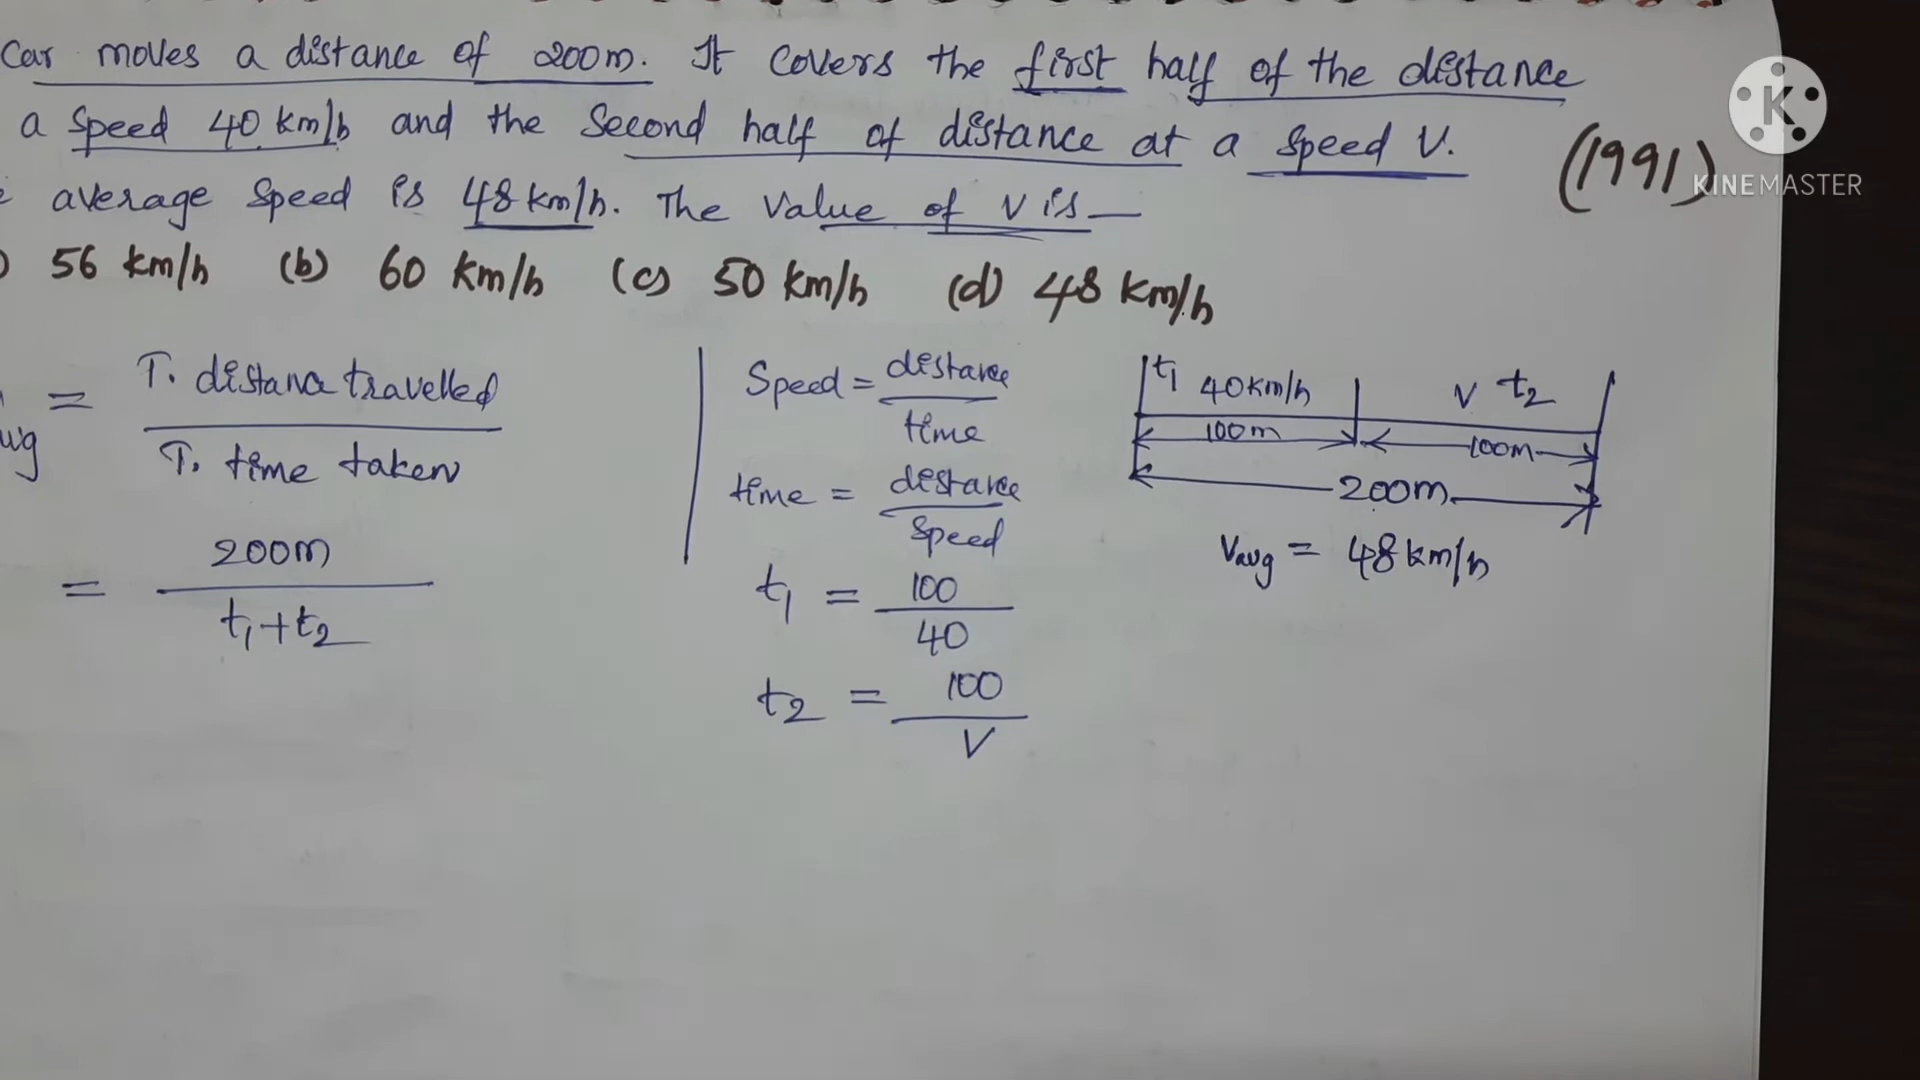 Car moves a distance of 200m. It covers the first half of the distance
a speed 40 km/h and the second half of distance at a speed V.
average speed is 48 km/h. The value of V is —
(1991)
K
KINEMASTER
) 56 km/h (b) 60 km/h (c) 50 km/h (d) 48 km/h
avg = T. distana travelled
T. time taken
= 200m
t1+t2
Speed = distance
time
time = distance
speed
t1 = 100
40
t2 = 100
V
t1 40km/h V t2
100m 100m
200m
Vavg = 48 km/h